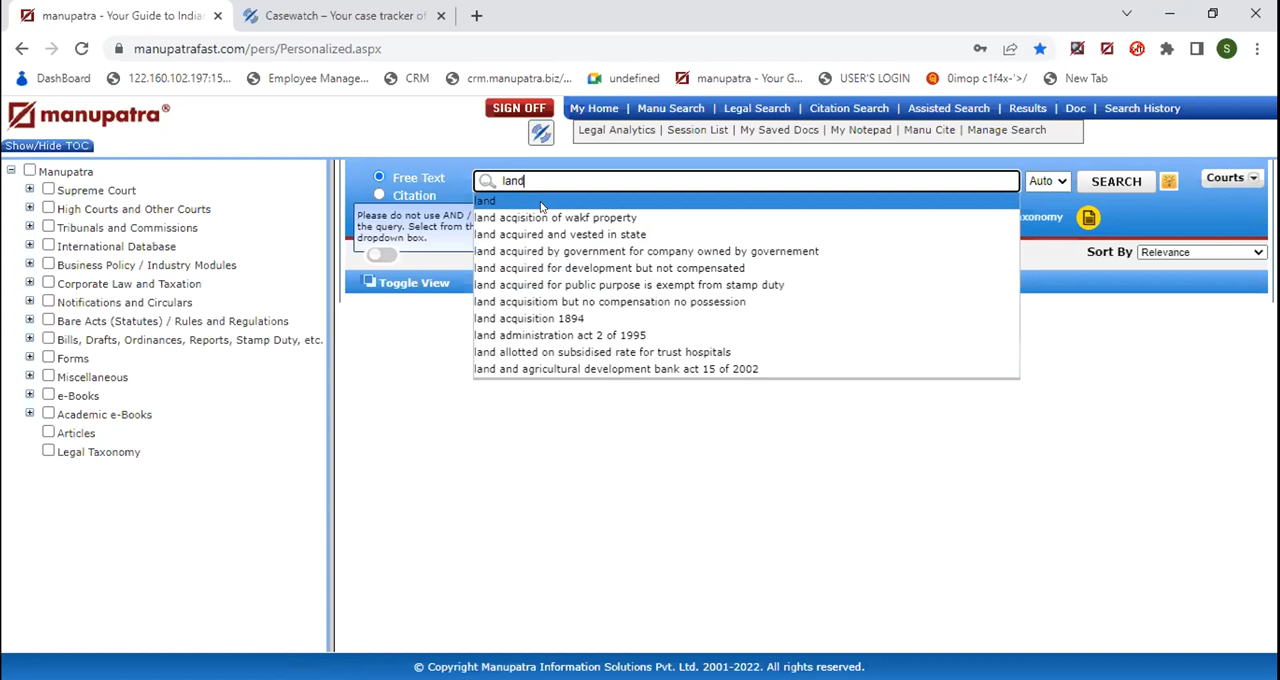 manupatra - Your Guide to Indian
Casewatch – Your case tracker of
manupatrafast.com/pers/Personalized.aspx
S
DashBoard
122.160.102.197:15...
Employee Manage...
CRM
crm.manupatra.biz/...
undefined
manupatra - Your G...
USER'S LOGIN
0imop c1f4x-'>/
New Tab
manupatra®
SIGN OFF
My Home | Manu Search | Legal Search | Citation Search | Assisted Search | Results | Doc | Search History
Legal Analytics | Session List | My Saved Docs | My Notepad | Manu Cite | Manage Search
Show/Hide TOC
Manupatra
Supreme Court
High Courts and Other Courts
Tribunals and Commissions
International Database
Business Policy / Industry Modules
Corporate Law and Taxation
Notifications and Circulars
Bare Acts (Statutes) / Rules and Regulations
Bills, Drafts, Ordinances, Reports, Stamp Duty, etc.
Forms
Miscellaneous
e-Books
Academic e-Books
Articles
Legal Taxonomy
Free Text
Citation
land
Auto
SEARCH
Courts
Please do not use AND /
the query. Select from th
dropdown box.
xonomy
Sort By
Relevance
Toggle View
land
land acqisition of wakf property
land acquired and vested in state
land acquired by government for company owned by governement
land acquired for development but not compensated
land acquired for public purpose is exempt from stamp duty
land acquisitiom but no compensation no possession
land acquisition 1894
land administration act 2 of 1995
land allotted on subsidised rate for trust hospitals
land and agricultural development bank act 15 of 2002
© Copyright Manupatra Information Solutions Pvt. Ltd. 2001-2022. All rights reserved.